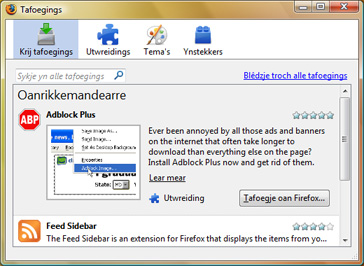 Tafoegings
Krij tafoegings Utwreidings Tema's Ynstekkers
Sykje yn alle tafoegings Blêdzje troch alle tafoegings
Oanrikkemandearre
Adblock Plus
ABP
news,
Save Image As...
Send Image...
Set As Desktop Background
Properties
Adblock Image...
State:
Ever been annoyed by all those ads and banners
on the internet that often take longer to
download than everything else on the page?
Install Adblock Plus now and get rid of them.
Lear mear
Utwreiding Tafoegje oan Firefox...
Feed Sidebar
The Feed Sidebar is an extension for Firefox that displays the items from yo...